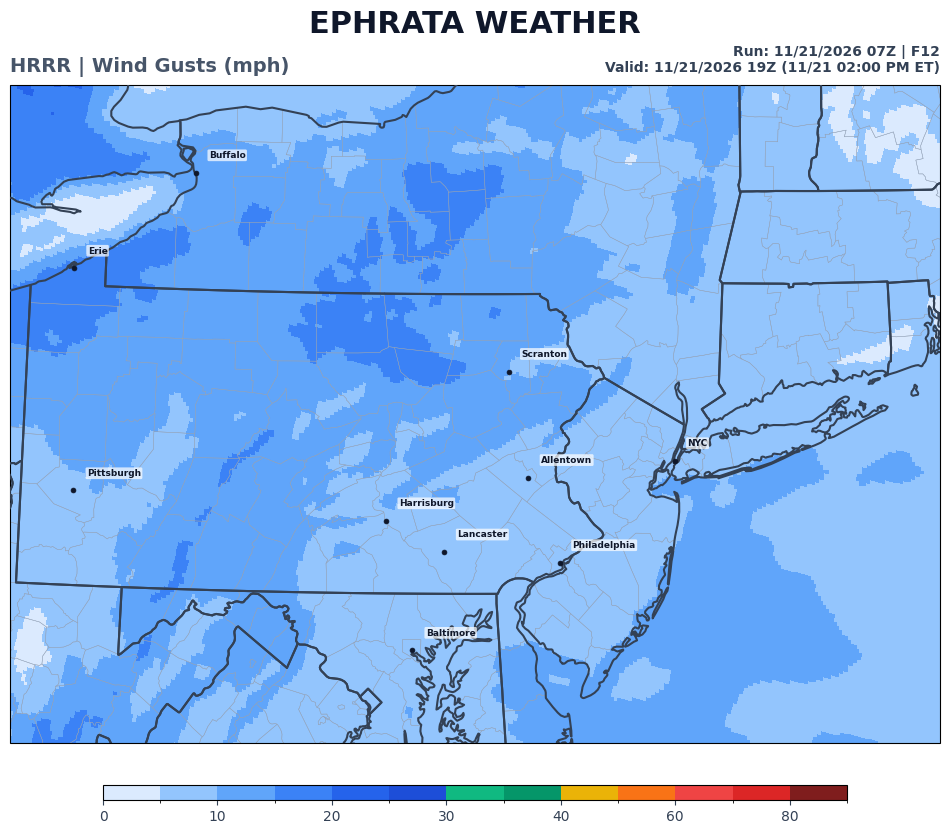 EPHRATA WEATHER
HRRR | Wind Gusts (mph)
Run: 11/21/2026 07Z | F12
Valid: 11/21/2026 19Z (11/21 02:00 PM ET)
Buffalo
Erie
Scranton
NYC
Allentown
Pittsburgh
Harrisburg
Lancaster
Philadelphia
Baltimore
0 10 20 30 40 60 80